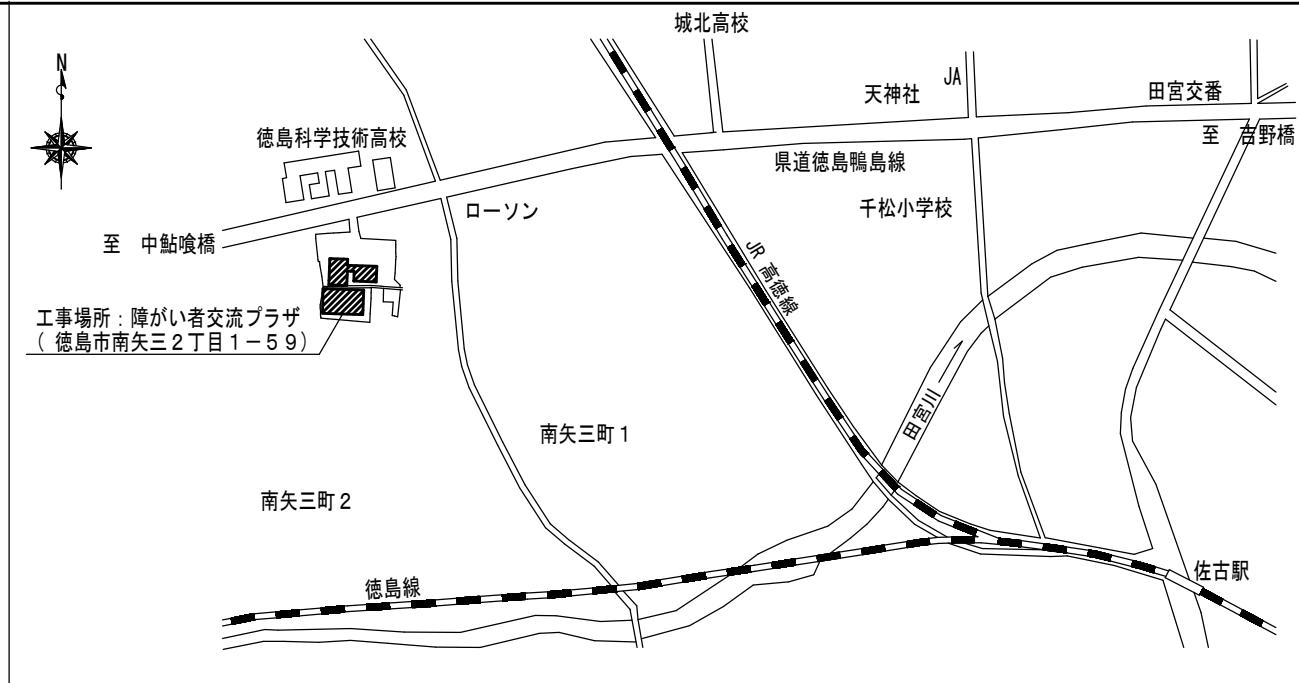 城北高校
N
JA
天神社
田宮交番
徳島科学技術高校
至 吉野橋
県道徳島鴨島線
ローソン
千松小学校
至 中鮎喰橋
JR 高徳線
工事場所：障がい者交流プラザ
（ 徳島市南矢三２丁目１－５９）
田宮川
南矢三町１
南矢三町２
佐古駅
徳島線